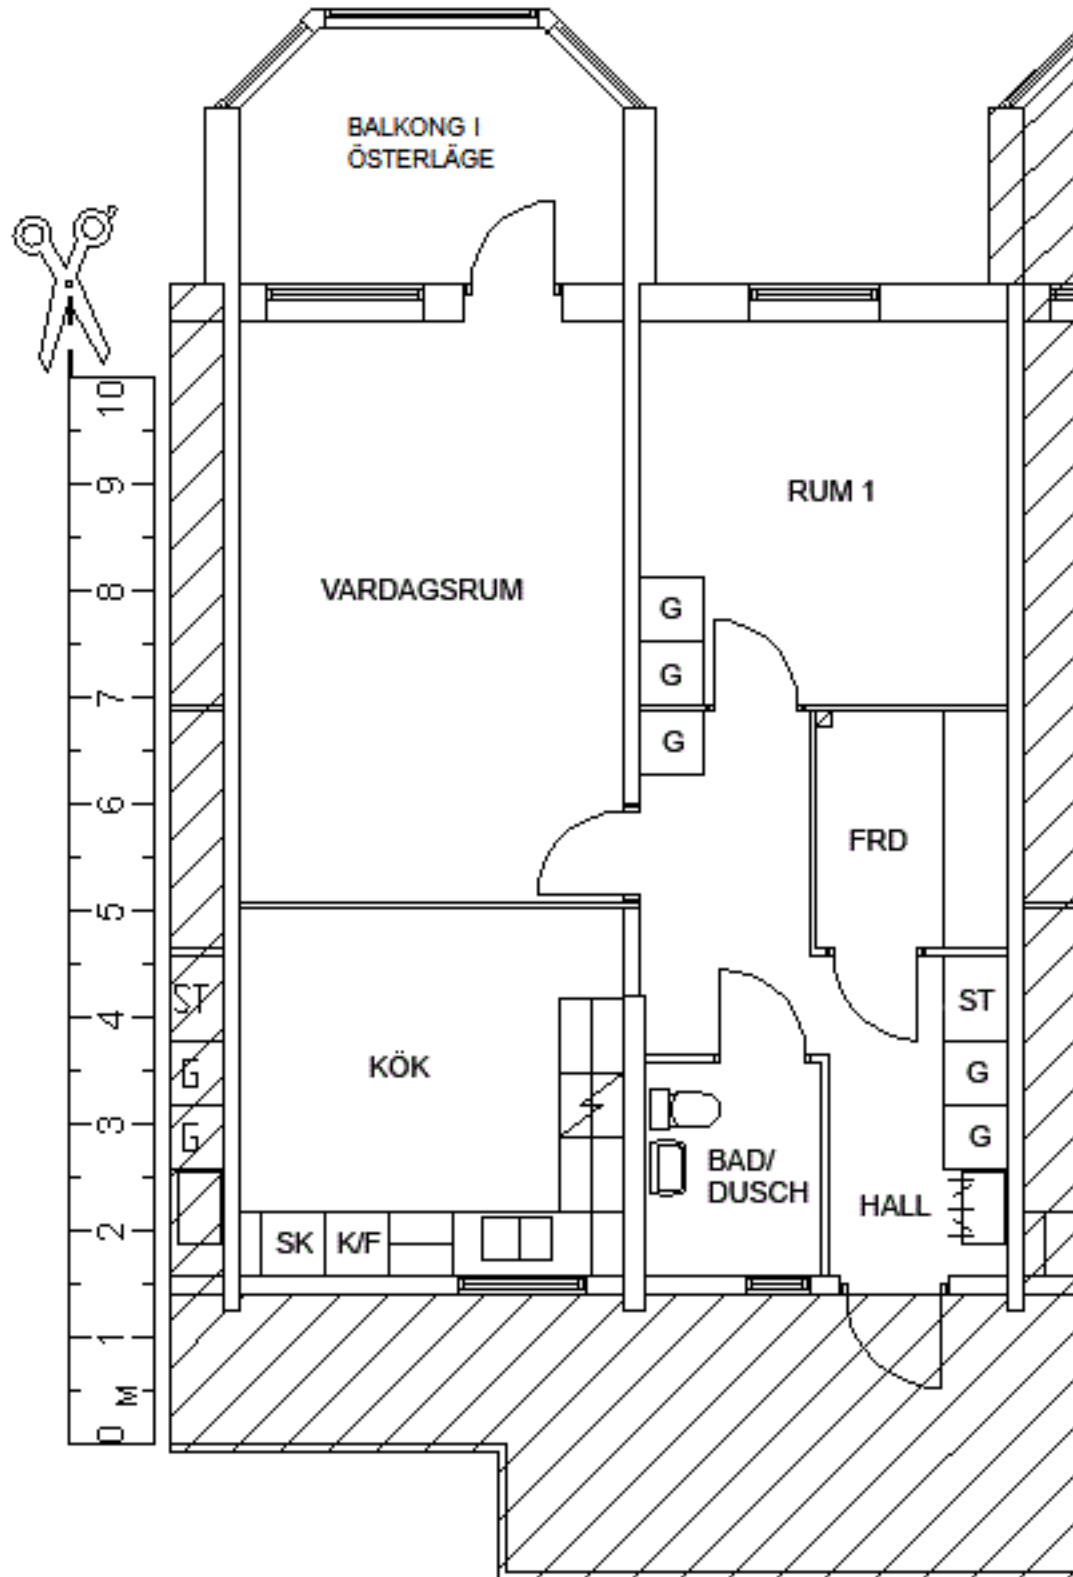 BALKONG I
ÖSTERLÄGE
RUM 1
VARDAGSRUM
G
G
G
FRD
KÖK
ST
G
G
BAD/
DUSCH
HALL
SK
K/F
ST
G
G
10
9
8
7
6
5
4
3
2
1
M
0